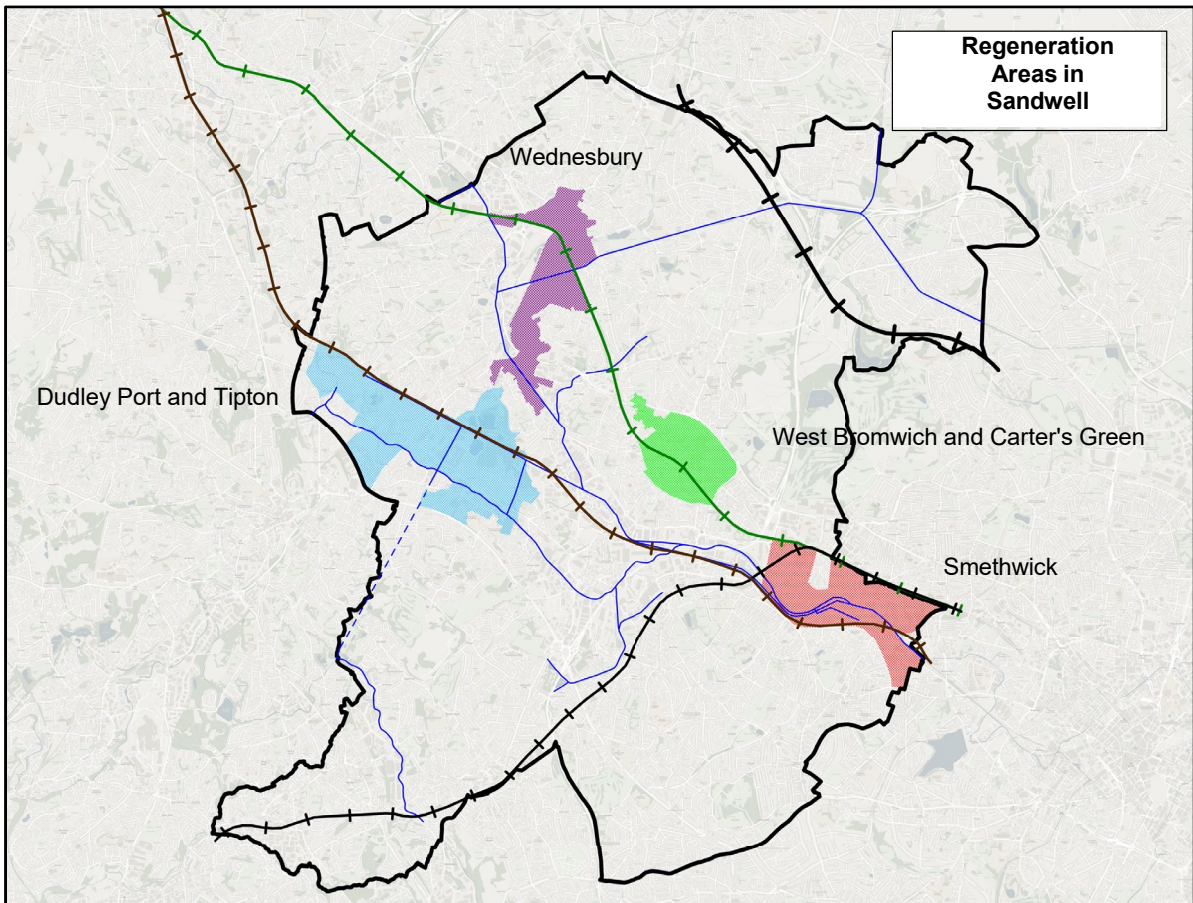 Regeneration
Areas in
Sandwell
Wednesbury
Dudley Port and Tipton
West Bromwich and Carter's Green
Smethwick